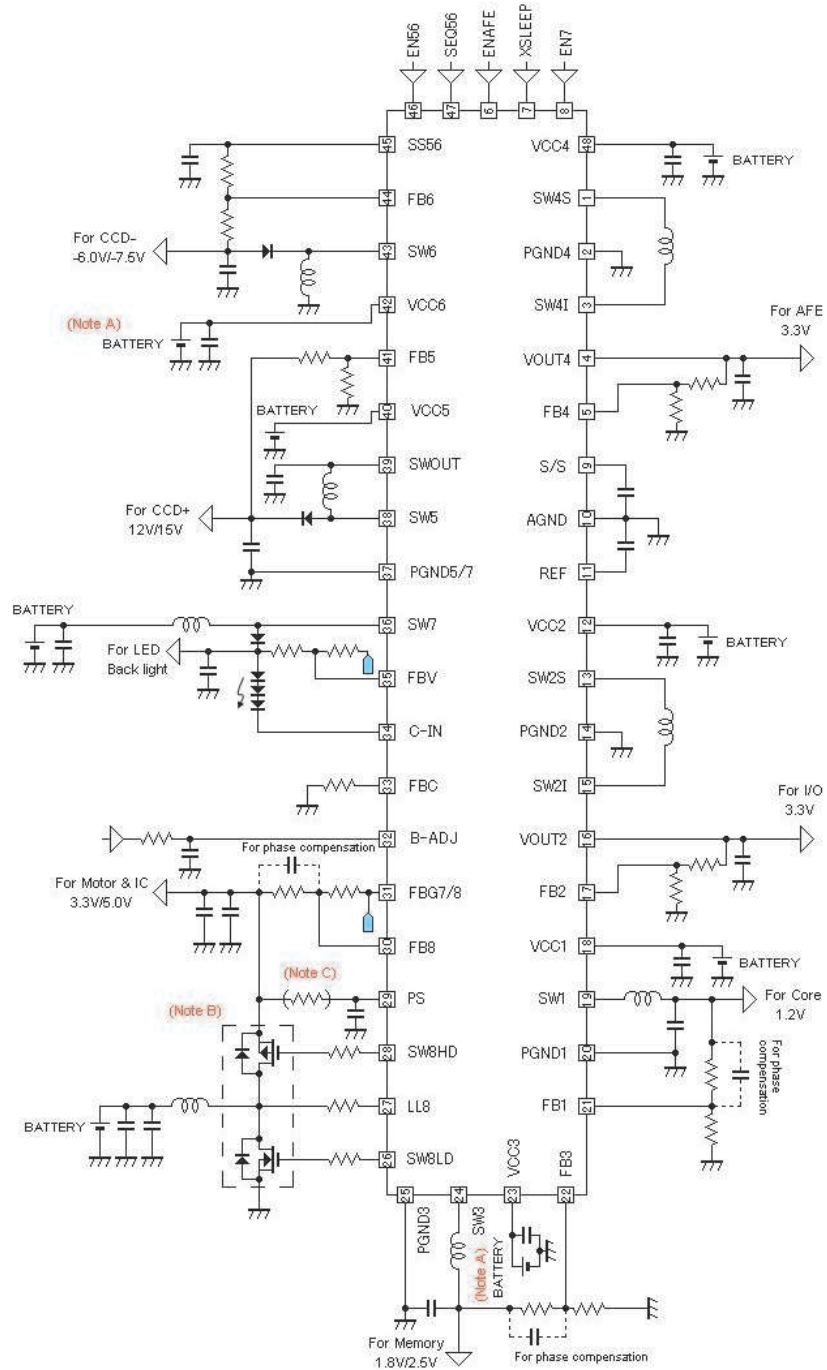 EN56
SEQ56
ENAFE
XSLEEP
EN7
46
47
6
7
8
45 SS56
44 FB6
For CCD-
-6.0V/-7.5V
43 SW6
42 VCC6
(Note A)
BATTERY
41 FB5
BATTERY
40 VCC5
39 SWOUT
For CCD+
12V/15V
38 SW5
37 PGND5/7
BATTERY
36 SW7
For LED
Back light
35 FBV
34 C-IN
33 FBC
32 B-ADJ
For phase compensation
For Motor & IC
3.3V/5.0V
31 FBG7/8
30 FB8
(Note C)
29 PS
(Note B)
28 SW8HD
BATTERY
27 LL8
26 SW8LD
VCC4 48
BATTERY
SW4S 1
PGND4 2
SW4I 3
For AFE
3.3V
VOUT4 4
FB4 5
S/S 9
AGND 10
REF 11
VCC2 12
BATTERY
SW2S 13
PGND2 14
SW2I 15
For I/O
3.3V
VOUT2 16
FB2 17
VCC1 18
BATTERY
SW1 19
For Core
1.2V
PGND1 20
For phase
compensation
FB1 21
25
24
23
22
PGND3
SW3
VCC3
FB3
(Note A)
BATTERY
For Memory
1.8V/2.5V
For phase compensation